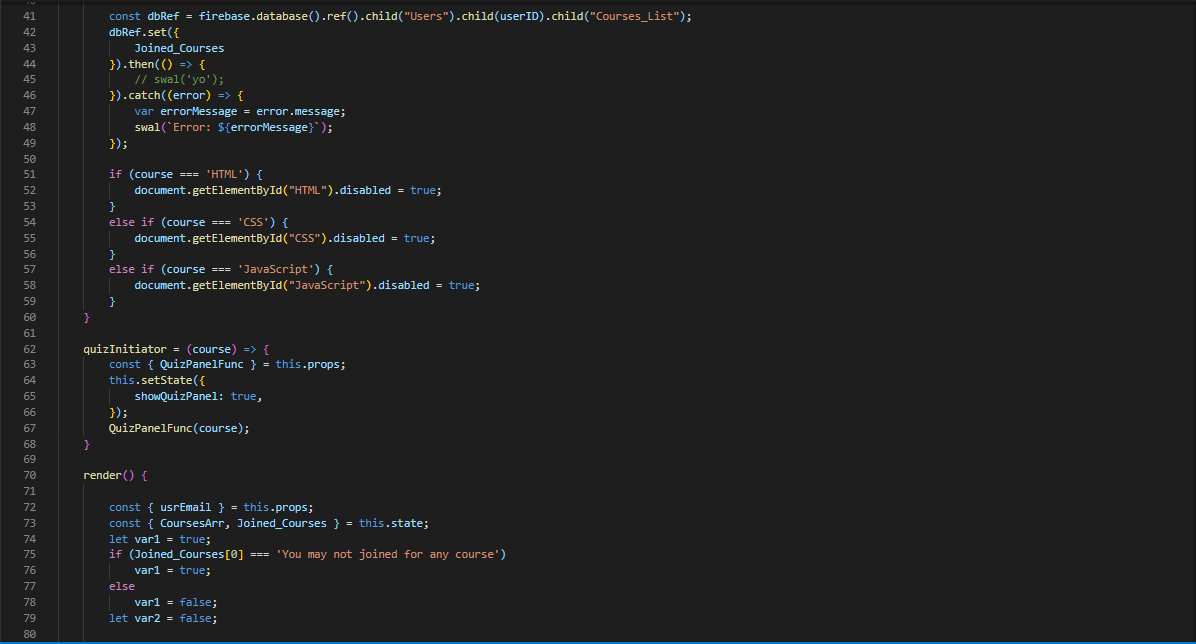 41 const dbRef = firebase.database().ref().child("Users").child(userID).child("Courses_List");
42 dbRef.set({
43 Joined_Courses
44 }).then(() => {
45 // swal('yo');
46 }).catch((error) => {
47 var errorMessage = error.message;
48 swal(`Error: ${errorMessage}`);
49 });
50
51 if (course === 'HTML') {
52 document.getElementById("HTML").disabled = true;
53 }
54 else if (course === 'CSS') {
55 document.getElementById("CSS").disabled = true;
56 }
57 else if (course === 'JavaScript') {
58 document.getElementById("JavaScript").disabled = true;
59 }
60 }
61
62 quizInitiator = (course) => {
63 const { QuizPanelFunc } = this.props;
64 this.setState({
65 showQuizPanel: true,
66 });
67 QuizPanelFunc(course);
68 }
69
70 render() {
71
72 const { usrEmail } = this.props;
73 const { CoursesArr, Joined_Courses } = this.state;
74 let var1 = true;
75 if (Joined_Courses[0] === 'You may not joined for any course')
76 var1 = true;
77 else
78 var1 = false;
79 let var2 = false;
80